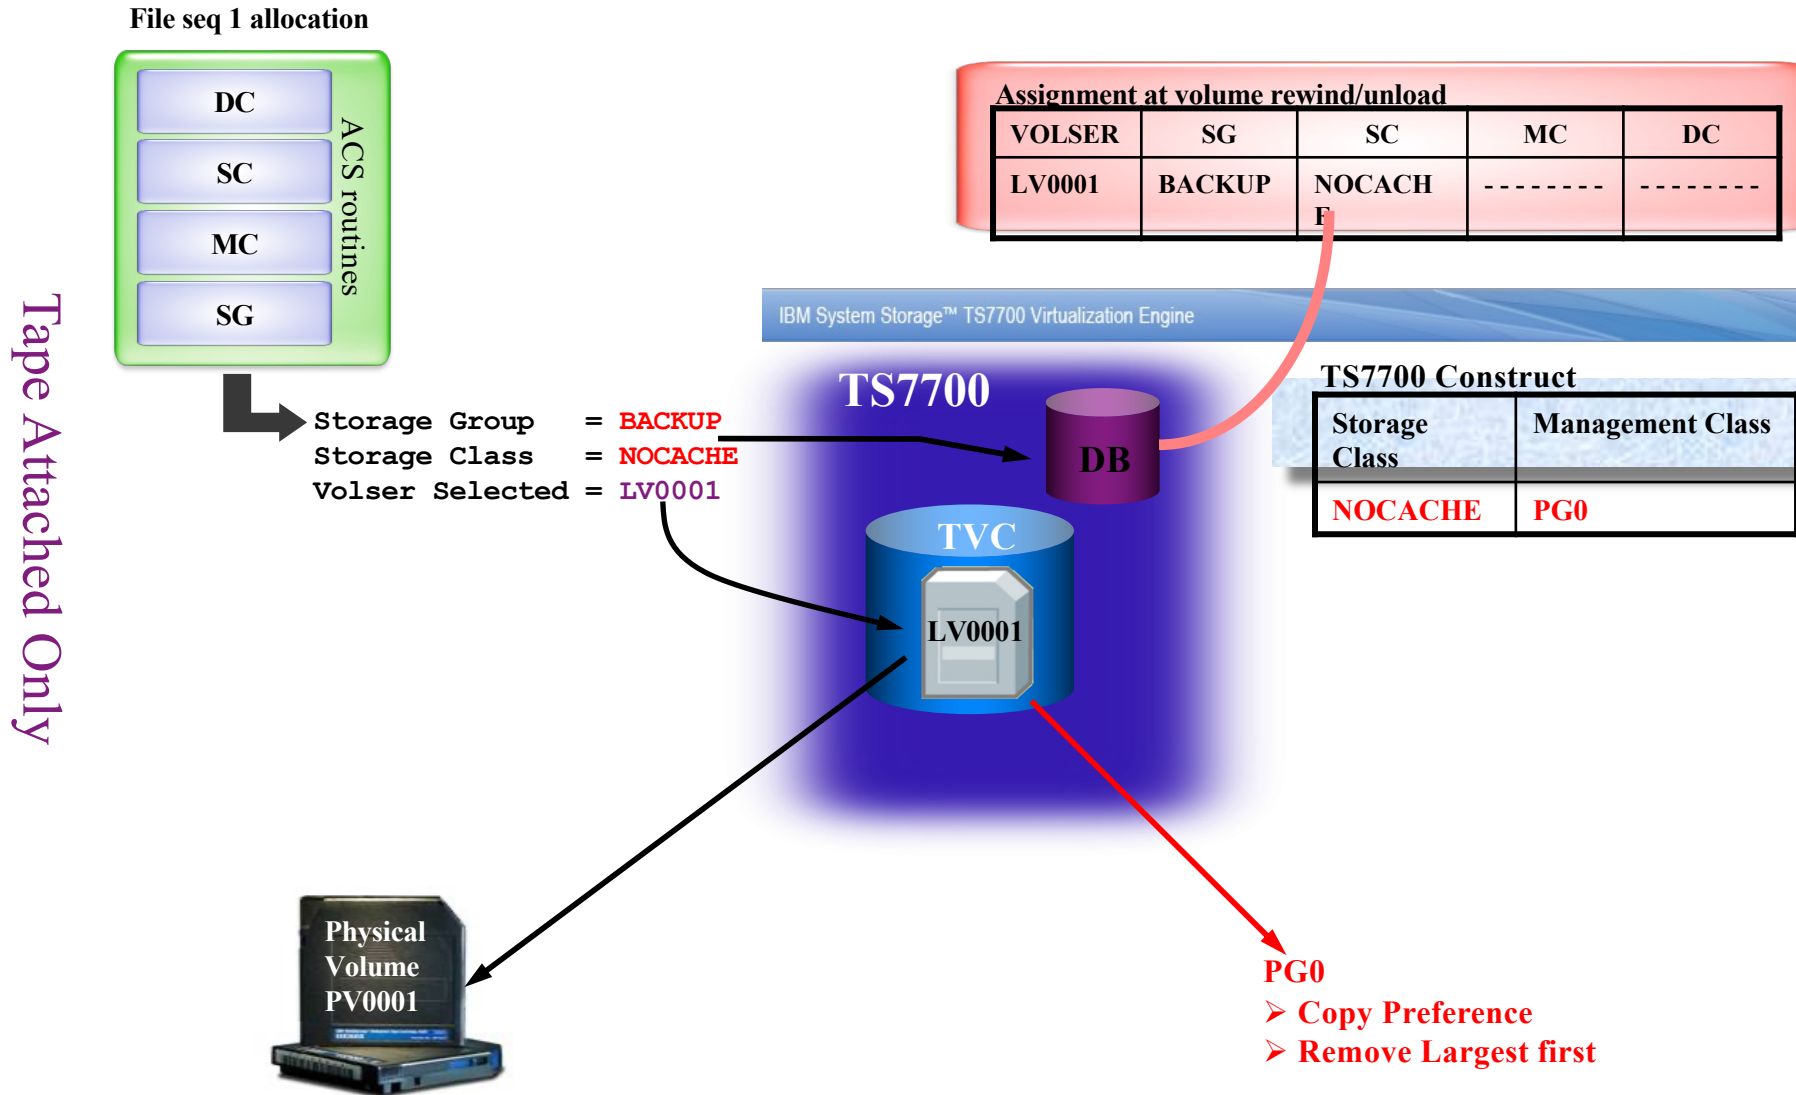 File seq 1 allocation
DC
SC
MC
SG
ACS routines
Tape Attached Only
Storage Group = BACKUP
Storage Class = NOCACHE
Volser Selected = LV0001
Assignment at volume rewind/unload
VOLSER SG SC MC DC
LV0001 BACKUP NOCACH - - - - - - - - - - - - - - - -
E
IBM System Storage™ TS7700 Virtualization Engine
TS7700
DB
TVC
LV0001
TS7700 Construct
Storage Management Class
Class
NOCACHE PG0
Physical
Volume
PV0001
PG0
➢ Copy Preference
➢ Remove Largest first